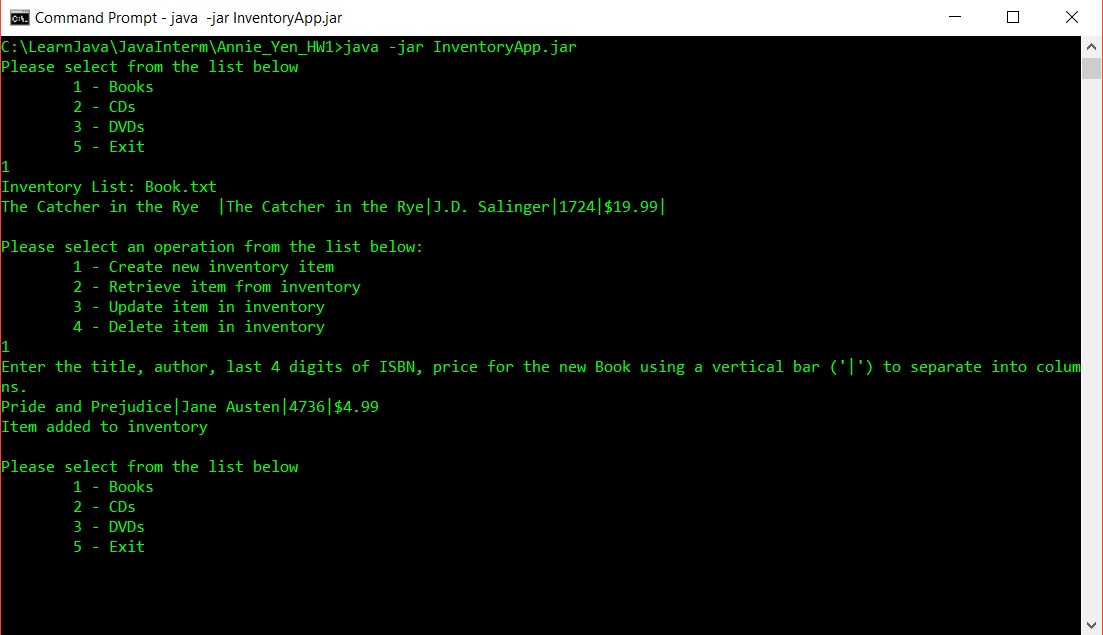 Command Prompt - java  -jar InventoryApp.jar
C:\LearnJava\JavaInterm\Annie_Yen_HW1>java -jar InventoryApp.jar
Please select from the list below
        1 - Books
        2 - CDs
        3 - DVDs
        5 - Exit
1
Inventory List: Book.txt
The Catcher in the Rye  |The Catcher in the Rye|J.D. Salinger|1724|$19.99|

Please select an operation from the list below:
        1 - Create new inventory item
        2 - Retrieve item from inventory
        3 - Update item in inventory
        4 - Delete item in inventory
1
Enter the title, author, last 4 digits of ISBN, price for the new Book using a vertical bar ('|') to separate into colum
ns.
Pride and Prejudice|Jane Austen|4736|$4.99
Item added to inventory

Please select from the list below
        1 - Books
        2 - CDs
        3 - DVDs
        5 - Exit